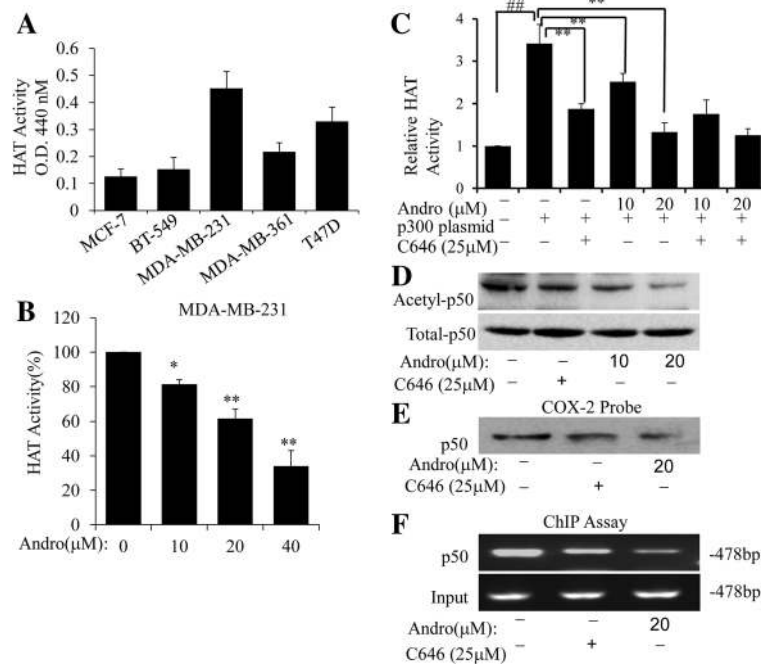 A
HAT Activity
O.D. 440 nM
0.6
0.5
0.4
0.3
0.2
0.1
0
MCF-7
BT-549
MDA-MB-231
MDA-MB-361
T47D
B
MDA-MB-231
HAT Activity(%)
120
100
80
60
40
20
0
*
**
**
Andro(μM): 0 10 20 40
C
Relative HAT
Activity
4
3
2
1
0
##
**
**
**
Andro (μM) – – – 10 20 10 20
p300 plasmid – + + + + + +
C646 (25μM) – – + – – + +
D
Acetyl-p50
Total-p50
Andro(μM): – – 10 20
C646 (25μM) – + – –
E
COX-2 Probe
p50
Andro(μM): – – 20
C646 (25μM) – + –
F
ChIP Assay
p50 -478bp
Input -478bp
Andro(μM): – – 20
C646 (25μM) – + –